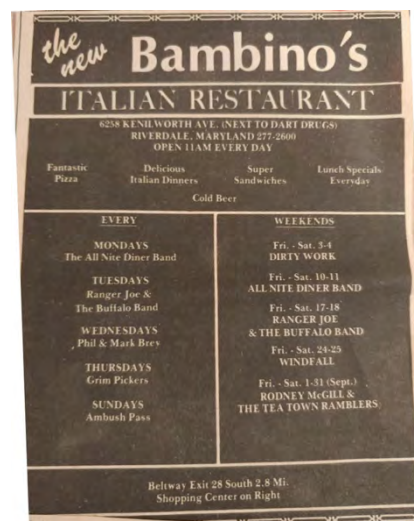 the new Bambino's
ITALIAN RESTAURANT
6258 KENILWORTH AVE. (NEXT TO DART DRUGS)
RIVERDALE, MARYLAND 277-2600
OPEN 11AM EVERY DAY
Fantastic Pizza
Delicious Italian Dinners
Super Sandwiches
Lunch Specials Everyday
Cold Beer
EVERY
MONDAYS
The All Nite Diner Band
TUESDAYS
Ranger Joe &
The Buffalo Band
WEDNESDAYS
Phil & Mark Brey
THURSDAYS
Grim Pickers
SUNDAYS
Ambush Pass
WEEKENDS
Fri. - Sat. 3-4
DIRTY WORK
Fri. - Sat. 10-11
ALL NITE DINER BAND
Fri. - Sat. 17-18
RANGER JOE
& THE BUFFALO BAND
Fri. - Sat. 24-25
WINDFALL
Fri. - Sat. 1-31 (Sept.)
RODNEY McGILL &
THE TEA TOWN RAMBLERS
Beltway Exit 28 South 2.8 Mi.
Shopping Center on Right